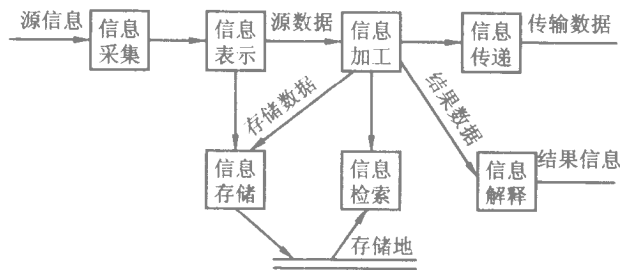 源信息
信息
采集
信息
表示
源数据
信息
加工
信息
传递
传输数据
存储数据
结果数据
信息
存储
信息
检索
信息
解释
结果信息
存储地